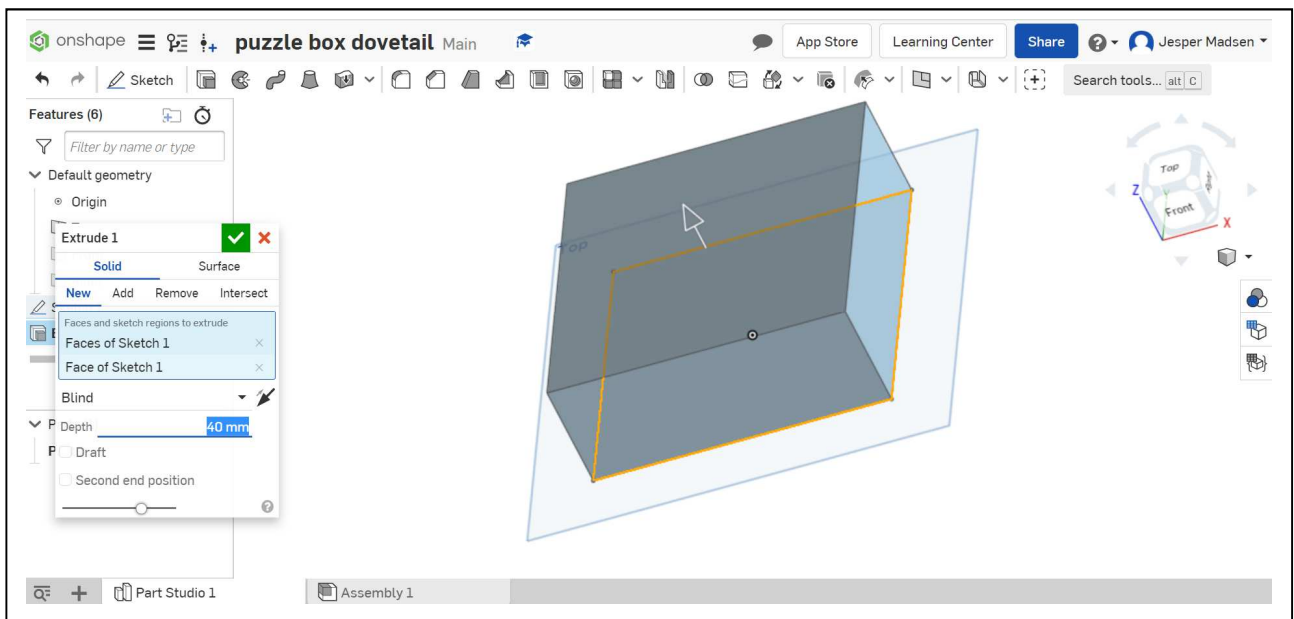 onshape puzzle box dovetail Main App Store Learning Center Share Jesper Madsen
Sketch Search tools... alt C
Features (6)
Filter by name or type
Default geometry
Origin
Extrude 1
Solid Surface
New Add Remove Intersect
Faces and sketch regions to extrude
Faces of Sketch 1
Face of Sketch 1
Blind
Depth 40 mm
Draft
Second end position
Top
Top
Front
Z
X
Part Studio 1 Assembly 1